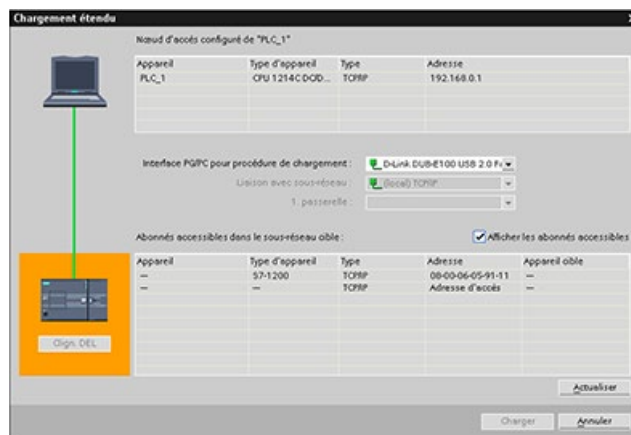 Chargement étendu
Nœud d'accès configuré de "PLC_1"
Appareil Type d'appareil Type Adresse
PLC_1 CPU 1214C DC/D... TCP/IP 192.168.0.1
Interface PG/PC pour procédure de chargement : D-Link DUB-E100 USB 2.0 Fa
Liaison avec sous-réseau : (local) TCP/IP
1. passerelle :
Abonnés accessibles dans le sous-réseau cible : Afficher les abonnés accessibles
Appareil Type d'appareil Type Adresse Appareil cible
— S7-1200 TCP/IP 08-00-06-05-91-11 —
— — TCP/IP Adresse d'accès —
Clign. DEL
Actualiser
Charger Annuler